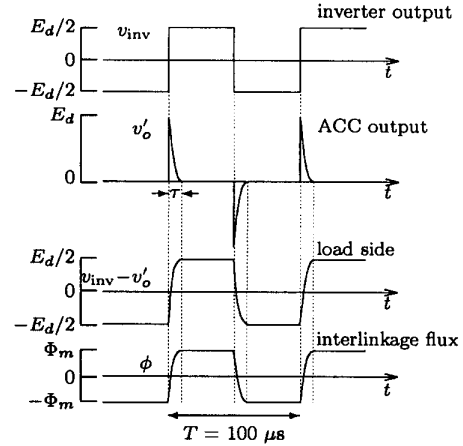 inverter output
v_inv
E_d/2
0
−E_d/2
t
E_d
v′_o
ACC output
0
τ
t
load side
E_d/2
v_inv−v′_o
0
−E_d/2
t
interlinkage flux
Φ_m
ϕ
0
−Φ_m
t
T = 100 μs